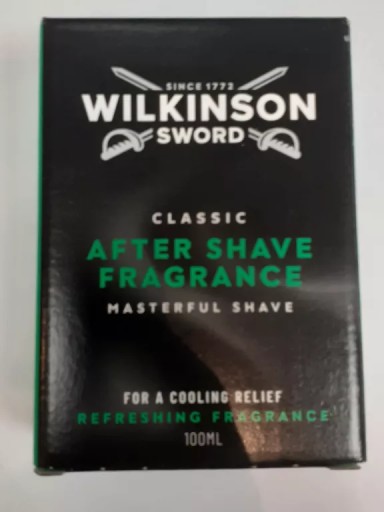 SINCE 1772
WILKINSON
SWORD
CLASSIC
AFTER SHAVE
FRAGRANCE
MASTERFUL SHAVE
FOR A COOLING RELIEF
REFRESHING FRAGRANCE
100ML